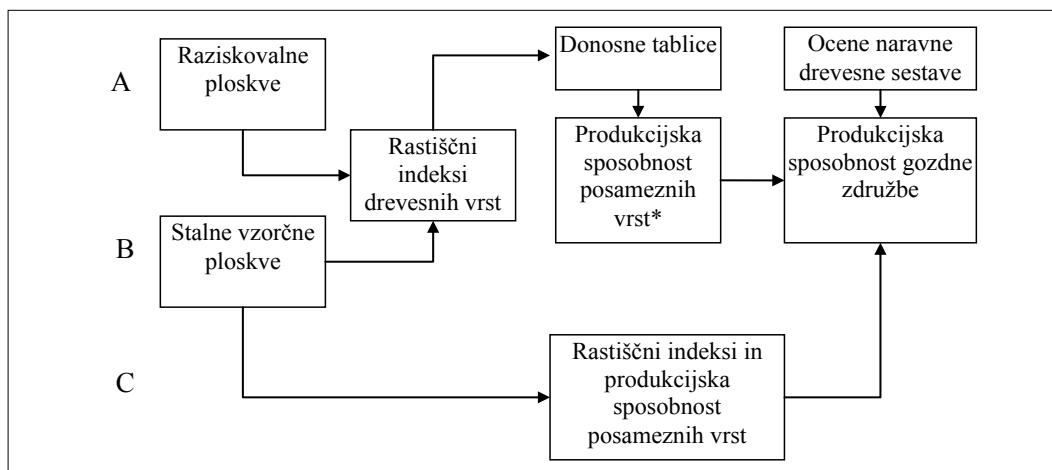 A
Raziskovalne
ploskve
Donosne tablice
Ocene naravne
drevesne sestave
Rastiščni
indeksi
drevesnih vrst
Produkcijska
sposobnost
posameznih
vrst*
Produkcijska
sposobnost gozdne
združbe
B
Stalne vzorčne
ploskve
C
Rastiščni indeksi in
produkcijska
sposobnost
posameznih vrst